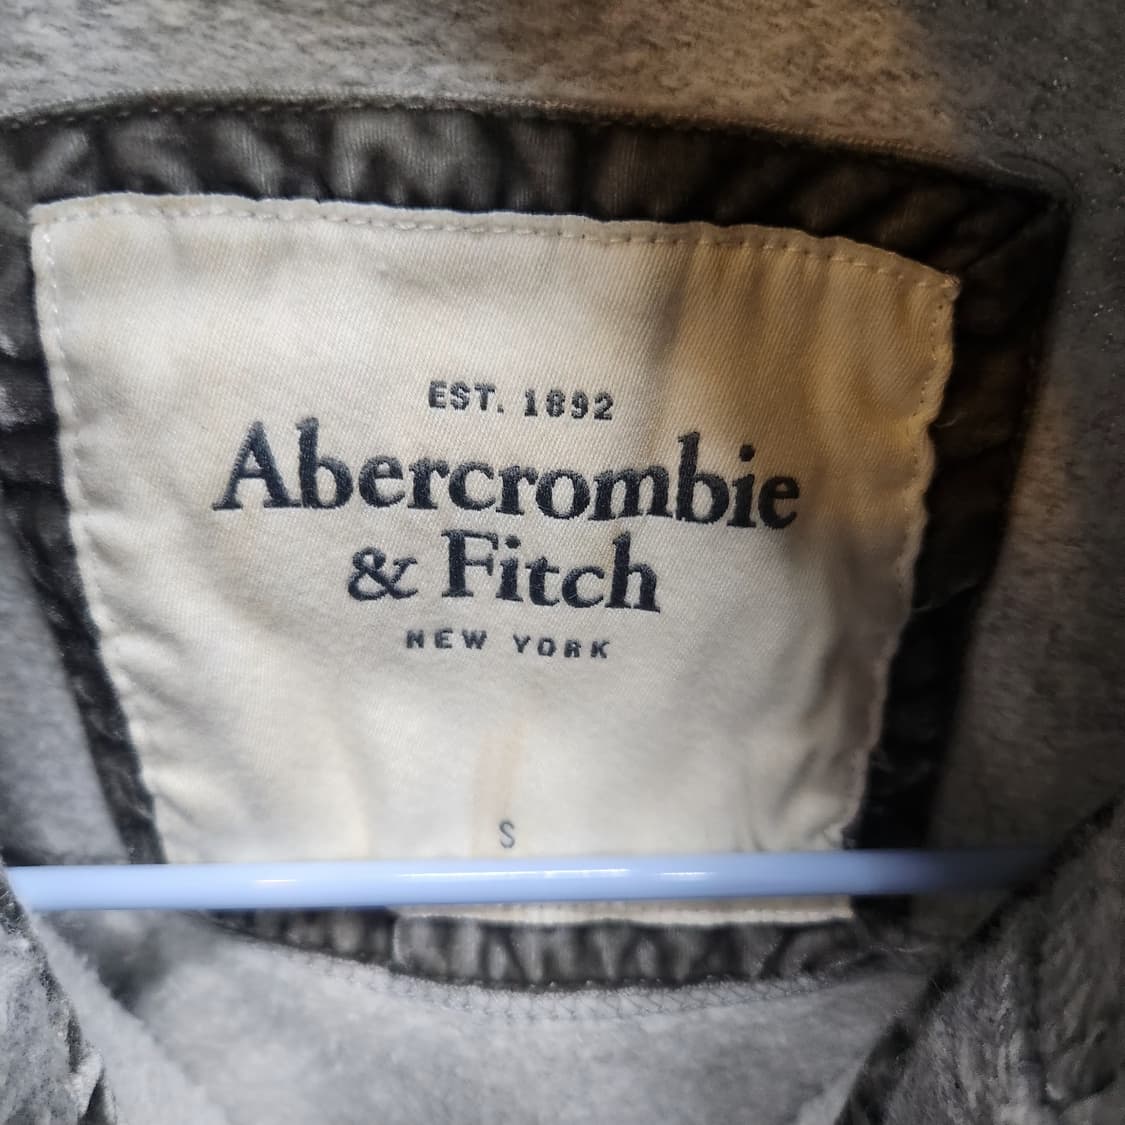 EST. 1892
Abercrombie
& Fitch
NEW YORK
S